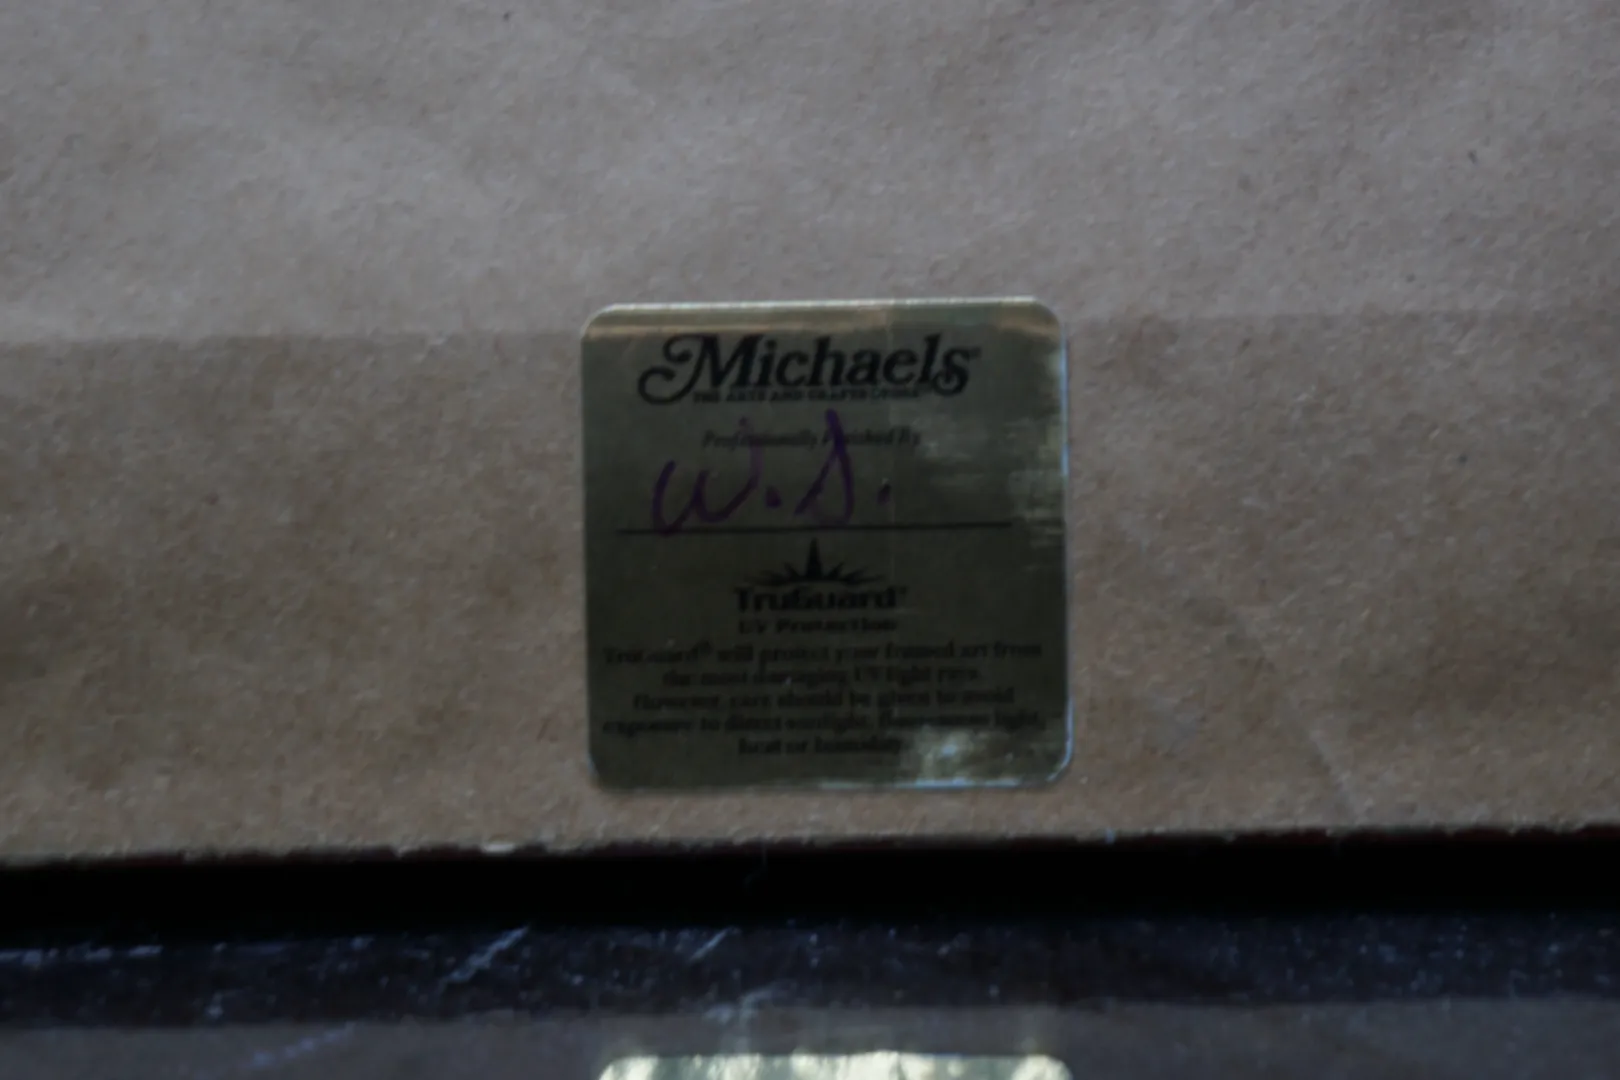 Michaels®
THE ARTS AND CRAFTS STORE
Professionally Finished By
W.S.
TruGuard®
UV Protection
TruGuard® will protect your framed art from
the most damaging UV light rays.
However, care should be given to avoid
exposure to direct sunlight, fluorescent light,
heat or humidity.